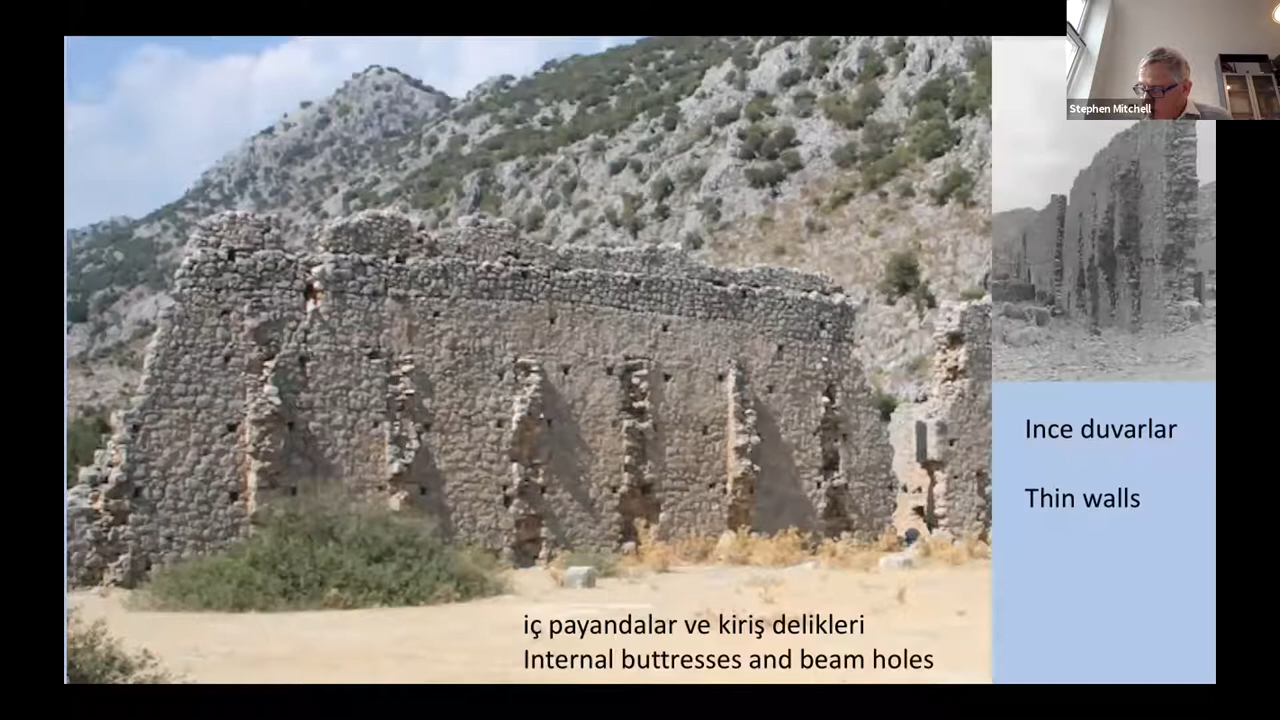 Stephen Mitchell
Ince duvarlar
Thin walls
iç payandalar ve kiriş delikleri
Internal buttresses and beam holes